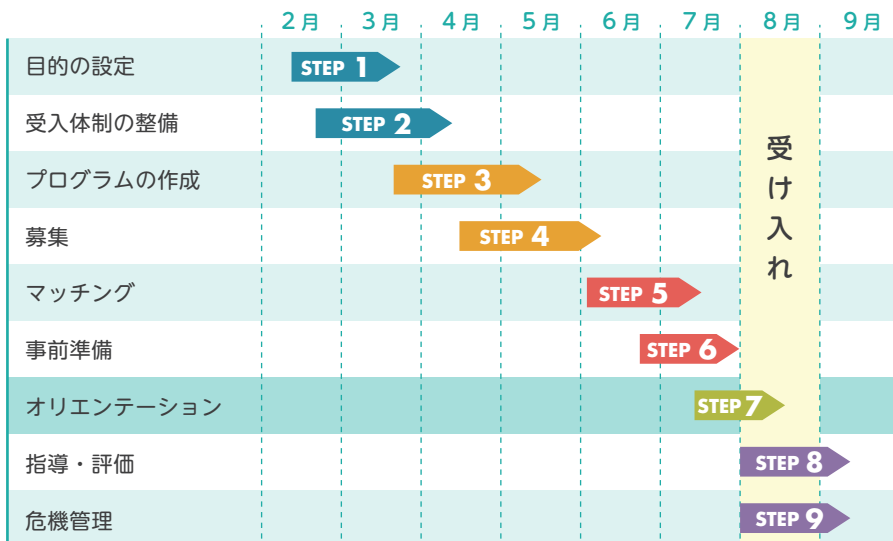 2月 3月 4月 5月 6月 7月 8月 9月
目的の設定 STEP 1
受入体制の整備 STEP 2
プログラムの作成 STEP 3
募集 STEP 4
マッチング STEP 5
事前準備 STEP 6
オリエンテーション STEP 7
指導・評価 STEP 8
危機管理 STEP 9
受け入れ